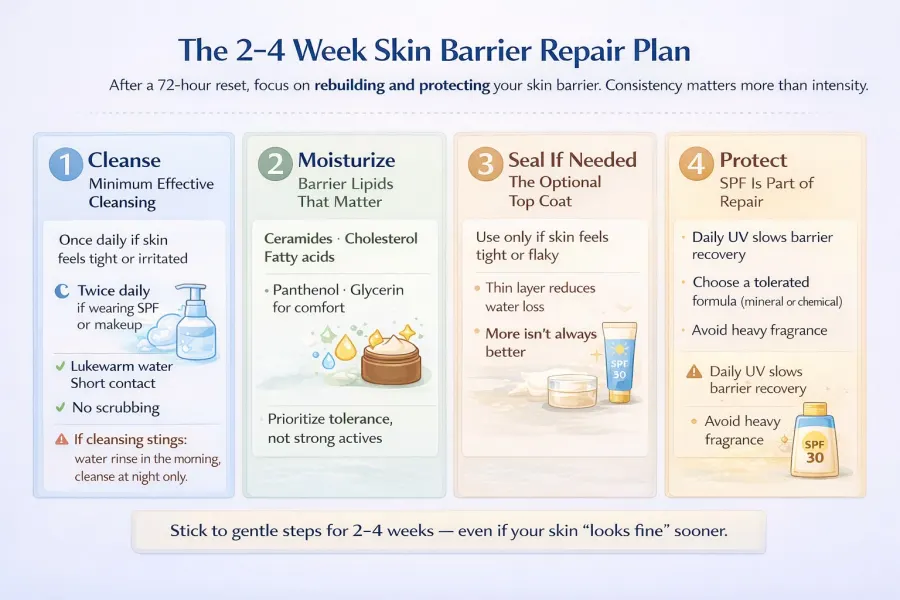 The 2–4 Week Skin Barrier Repair Plan
After a 72-hour reset, focus on rebuilding and protecting your skin barrier. Consistency matters more than intensity.
1 Cleanse
Minimum Effective
Cleansing
Once daily if skin
feels tight or irritated
Twice daily
if wearing SPF
or makeup
Lukewarm water
Short contact
No scrubbing
If cleansing stings:
water rinse in the morning,
cleanse at night only.
2 Moisturize
Barrier Lipids
That Matter
Ceramides · Cholesterol
Fatty acids
• Panthenol · Glycerin
for comfort
· Prioritize tolerance,
not strong actives
3 Seal If Needed
The Optional
Top Coat
Use only if skin feels
tight or flaky
• Thin layer reduces
water loss
• More isn't always
better
SPF
30
4 Protect
SPF Is Part of
Repair
• Daily UV slows barrier
recovery
• Choose a tolerated
formula (mineral or chemical)
• Avoid heavy fragrance
Daily UV slows
barrier recovery
• Avoid heavy
fragrance
SPF
30
Stick to gentle steps for 2–4 weeks — even if your skin “looks fine” sooner.